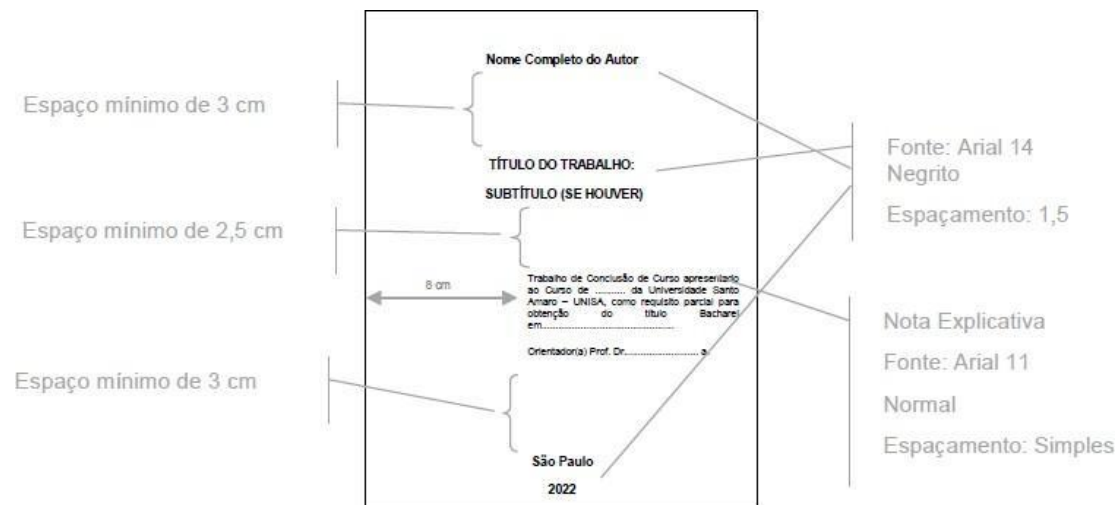 Nome Completo do Autor
Espaço mínimo de 3 cm
Fonte: Arial 14
Negrito
Espaçamento: 1,5
TÍTULO DO TRABALHO:
SUBTÍTULO (SE HOUVER)
Espaço mínimo de 2,5 cm
8 cm
Trabalho de Conclusão de Curso apresentado
ao Curso de .......... da Universidade Santo
Amaro – UNISA, como requisito parcial para
obtenção do título Bacharel
em............................................
Orientador(a) Prof. Dr......................... a.
Nota Explicativa
Fonte: Arial 11
Normal
Espaçamento: Simples
Espaço mínimo de 3 cm
São Paulo
2022